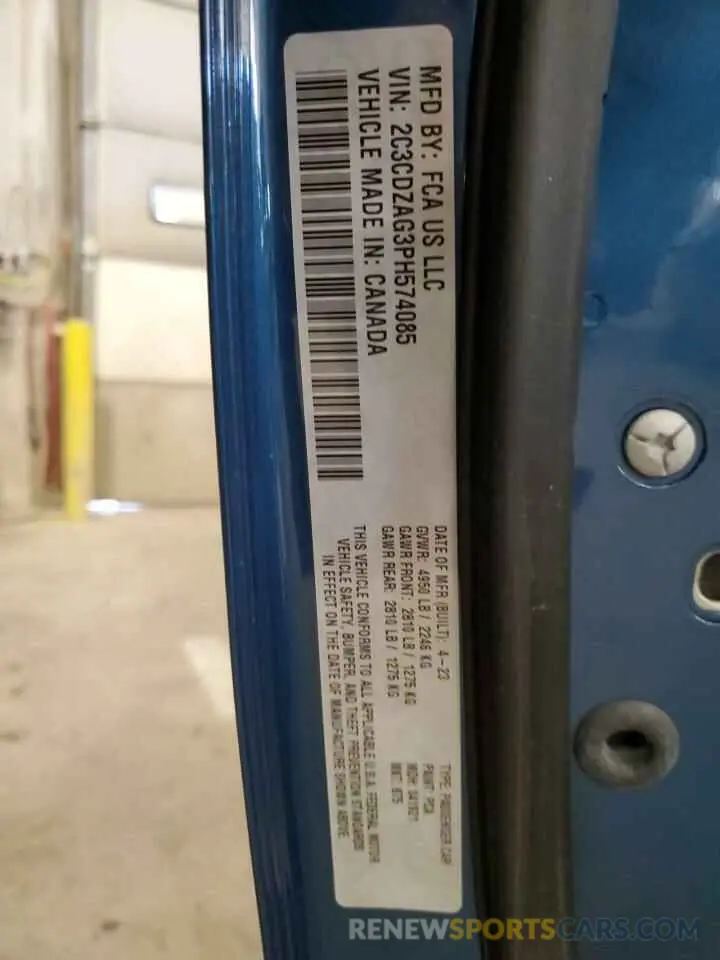 MFD BY: FCA US LLC
VIN: 2C3CDZAG3PH574085
VEHICLE MADE IN: CANADA
DATE OF MFR (BUILT): 4-23
GVWR: 4950 LB / 2246 KG
GAWR FRONT: 2810 LB / 1275 KG
GAWR REAR: 2810 LB / 1275 KG
THIS VEHICLE CONFORMS TO ALL APPLICABLE U.S.A. FEDERAL MOTOR
VEHICLE SAFETY, BUMPER, AND THEFT PREVENTION STANDARDS
IN EFFECT ON THE DATE OF MANUFACTURE SHOWN ABOVE
TYPE: PASSENGER CAR
PAINT: PCA
MDH: 041921
RENEWSPORTSCARS.COM